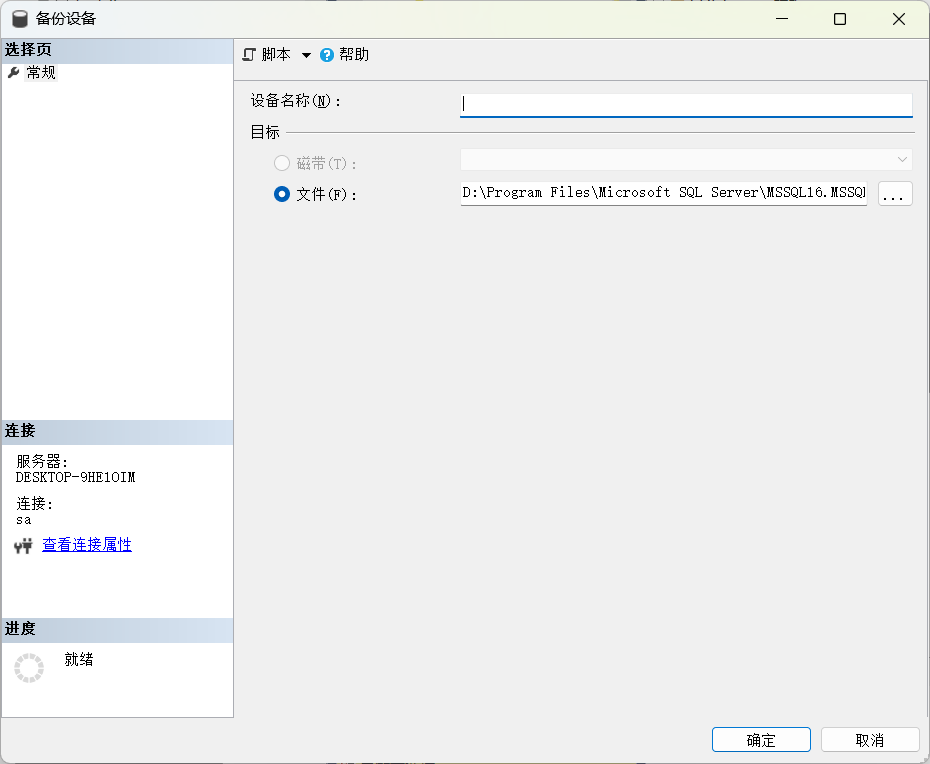 备份设备
选择页
常规
脚本 帮助
设备名称(N):
目标
磁带(T):
文件(F): D:\Program Files\Microsoft SQL Server\MSSQL16.MSSQ ...
连接
服务器:
DESKTOP-9HE1OIM
连接:
sa
查看连接属性
进度
就绪
确定 取消